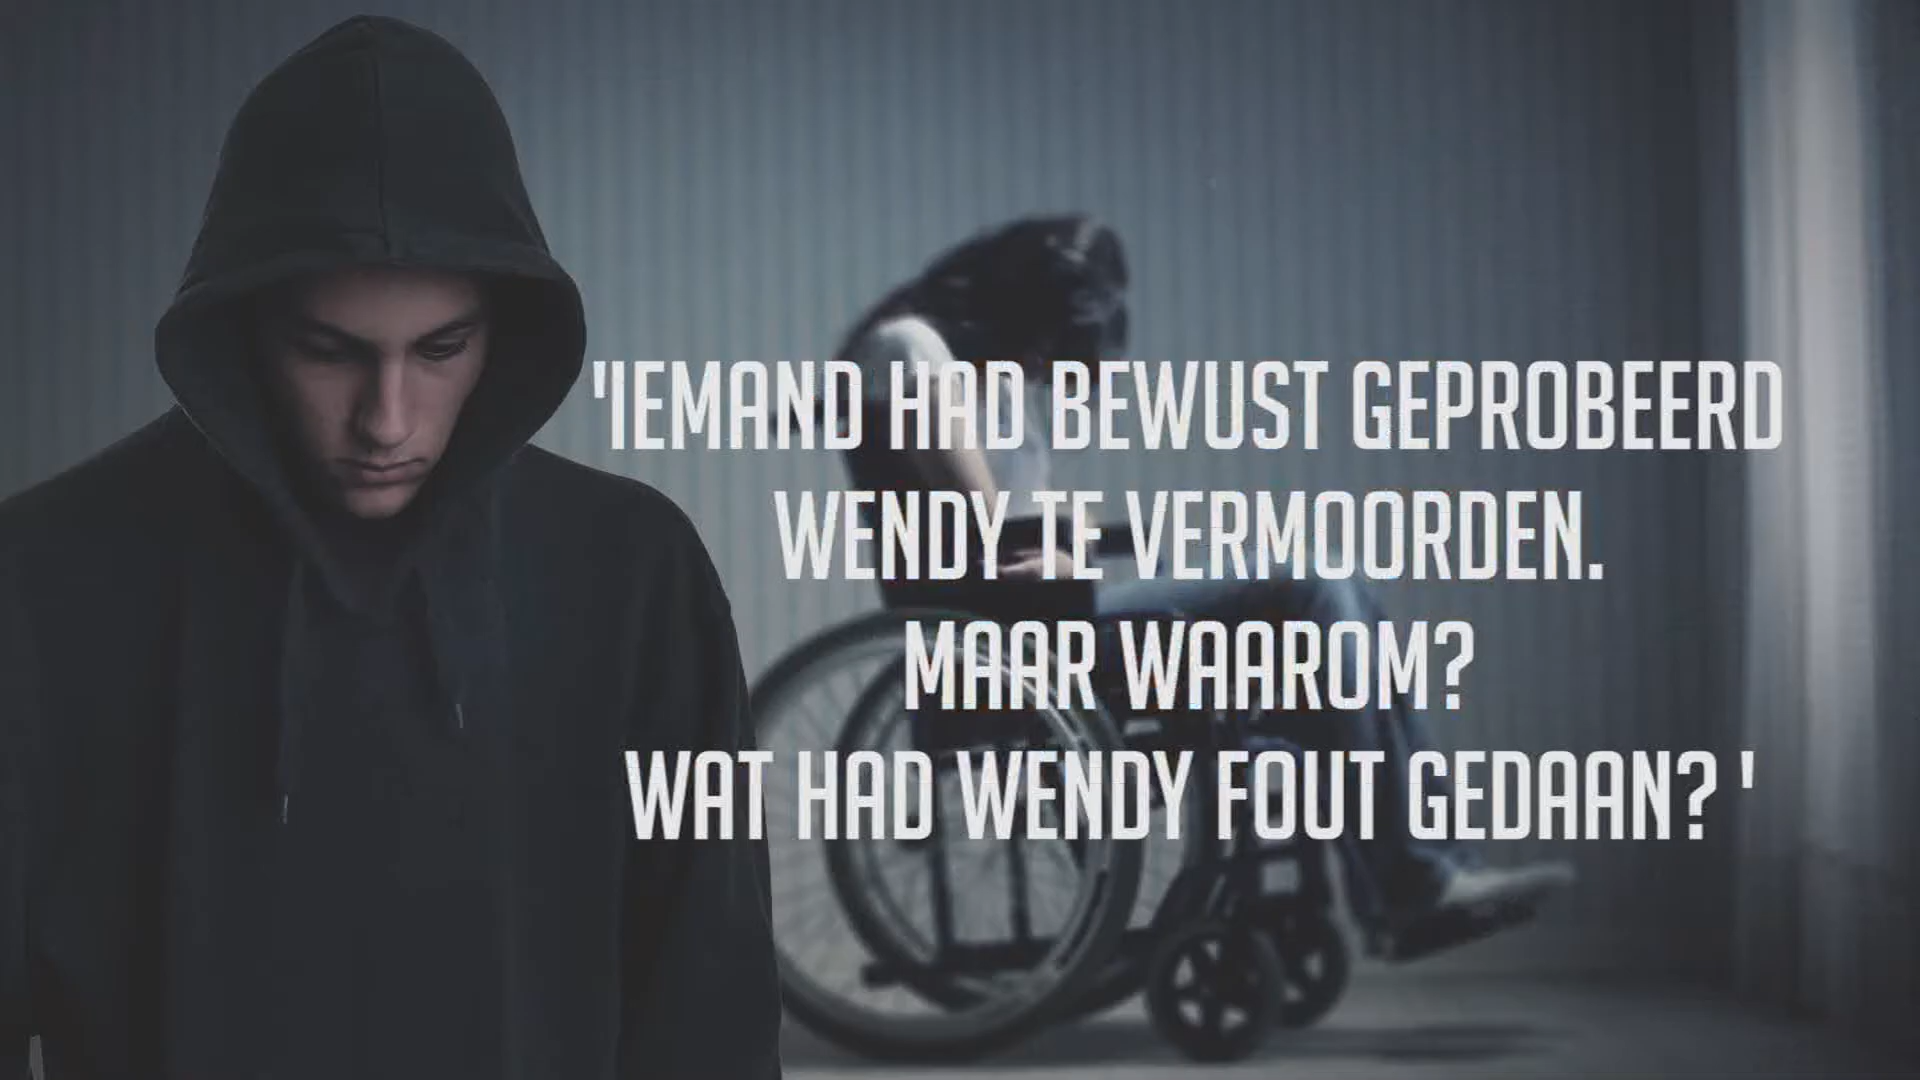 'IEMAND HAD BEWUST GEPROBEERD
WENDY TE VERMOORDEN.
MAAR WAAROM?
WAT HAD WENDY FOUT GEDAAN? '